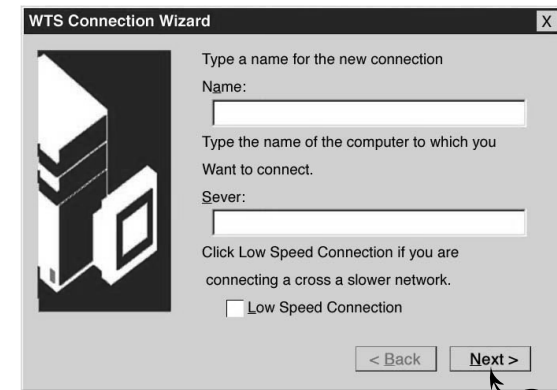 WTS Connection Wizard X
Type a name for the new connection
Name:
Type the name of the computer to which you
Want to connect.
Sever:
Click Low Speed Connection if you are
connecting a cross a slower network.
Low Speed Connection
< Back Next >